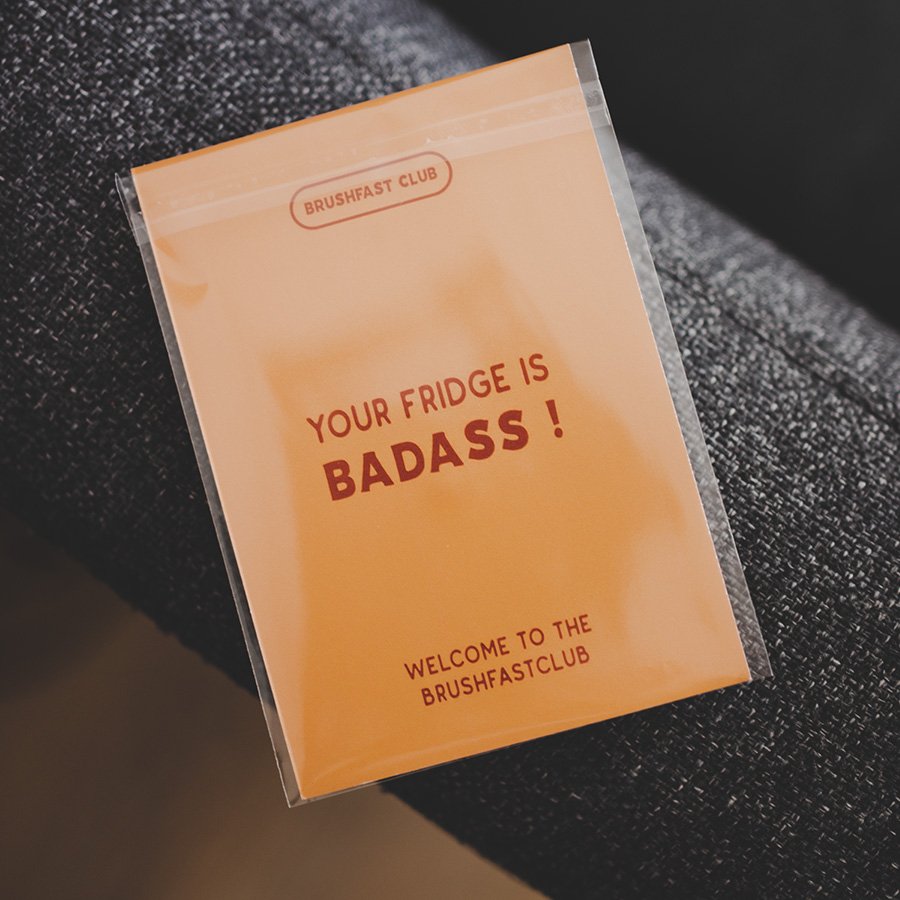 BRUSHFAST CLUB
YOUR FRIDGE IS
BADASS !
WELCOME TO THE
BRUSHFASTCLUB